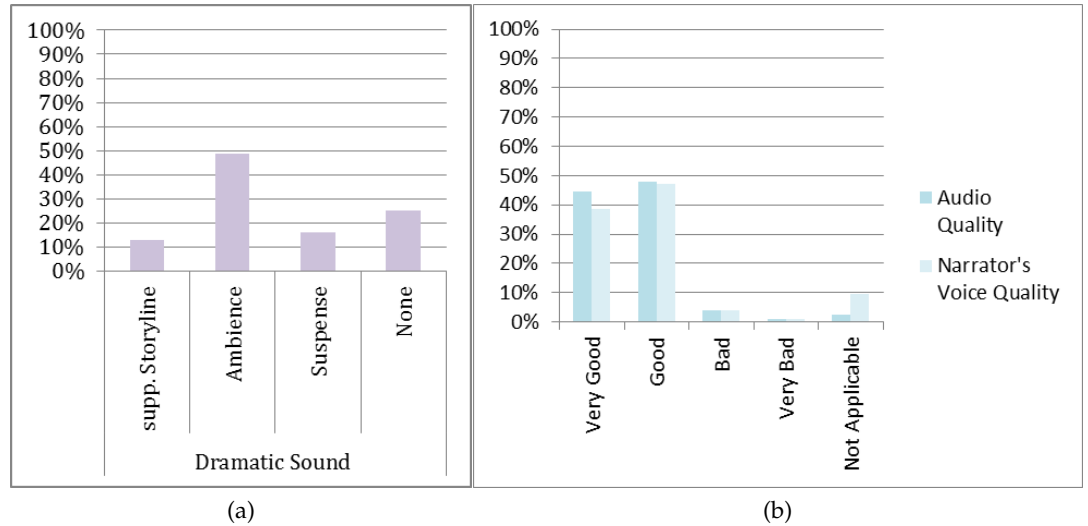 100%
90%
80%
70%
60%
50%
40%
30%
20%
10%
0%
supp. Storyline
Ambience
Suspense
None
Dramatic Sound
(a)
100%
90%
80%
70%
60%
50%
40%
30%
20%
10%
0%
Very Good
Good
Bad
Very Bad
Not Applicable
Audio
Quality
Narrator's
Voice Quality
(b)